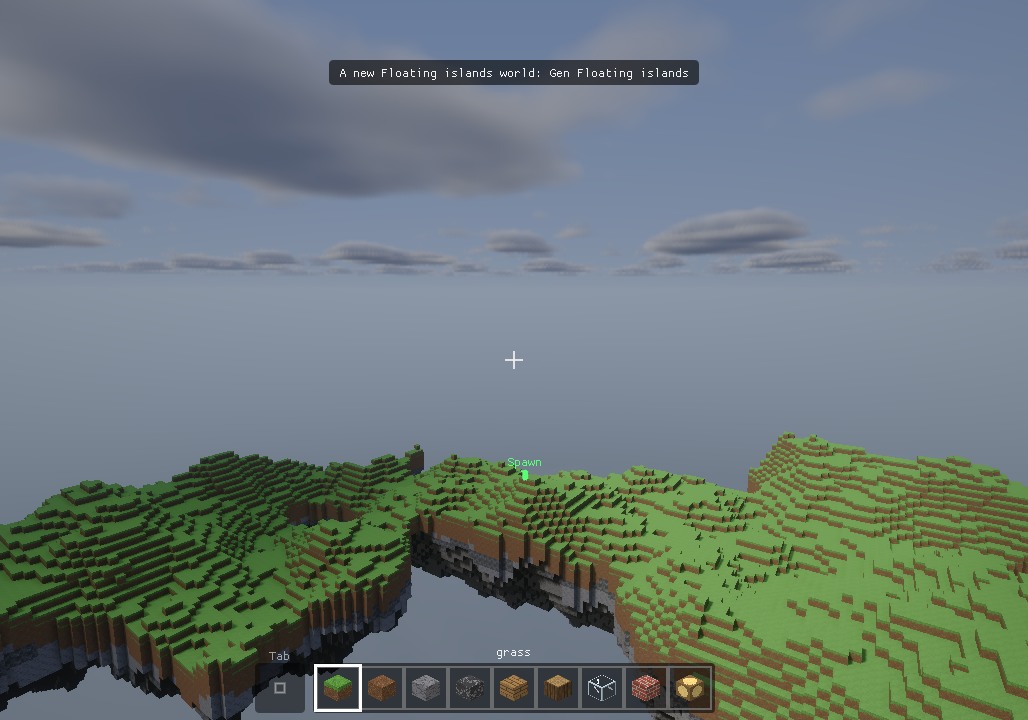 A new Floating islands world: Gen Floating islands
Spawn
Tab
grass